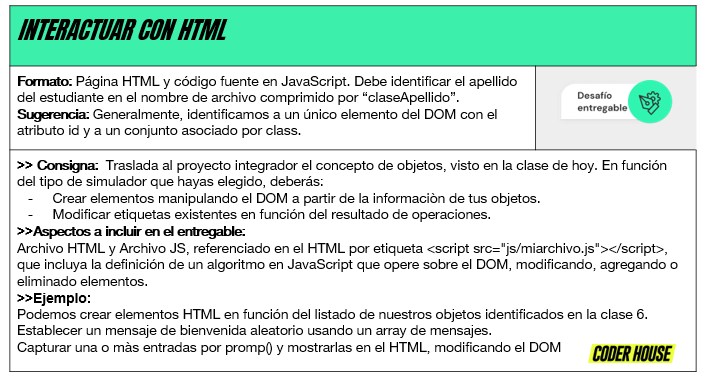 INTERACTUAR CON HTML
Formato: Página HTML y código fuente en JavaScript. Debe identificar el apellido
del estudiante en el nombre de archivo comprimido por “claseApellido”.
Sugerencia: Generalmente, identificamos a un único elemento del DOM con el
atributo id y a un conjunto asociado por class.
Desafío
entregable
>> Consigna: Traslada al proyecto integrador el concepto de objetos, visto en la clase de hoy. En función
del tipo de simulador que hayas elegido, deberás:
- Crear elementos manipulando el DOM a partir de la informaciòn de tus objetos.
- Modificar etiquetas existentes en función del resultado de operaciones.
>>Aspectos a incluir en el entregable:
Archivo HTML y Archivo JS, referenciado en el HTML por etiqueta <script src="js/miarchivo.js"></script>,
que incluya la definición de un algoritmo en JavaScript que opere sobre el DOM, modificando, agregando o
eliminado elementos.
>>Ejemplo:
Podemos crear elementos HTML en función del listado de nuestros objetos identificados en la clase 6.
Establecer un mensaje de bienvenida aleatorio usando un array de mensajes.
Capturar una o màs entradas por promp() y mostrarlas en el HTML, modificando el DOM
CODER HOUSE